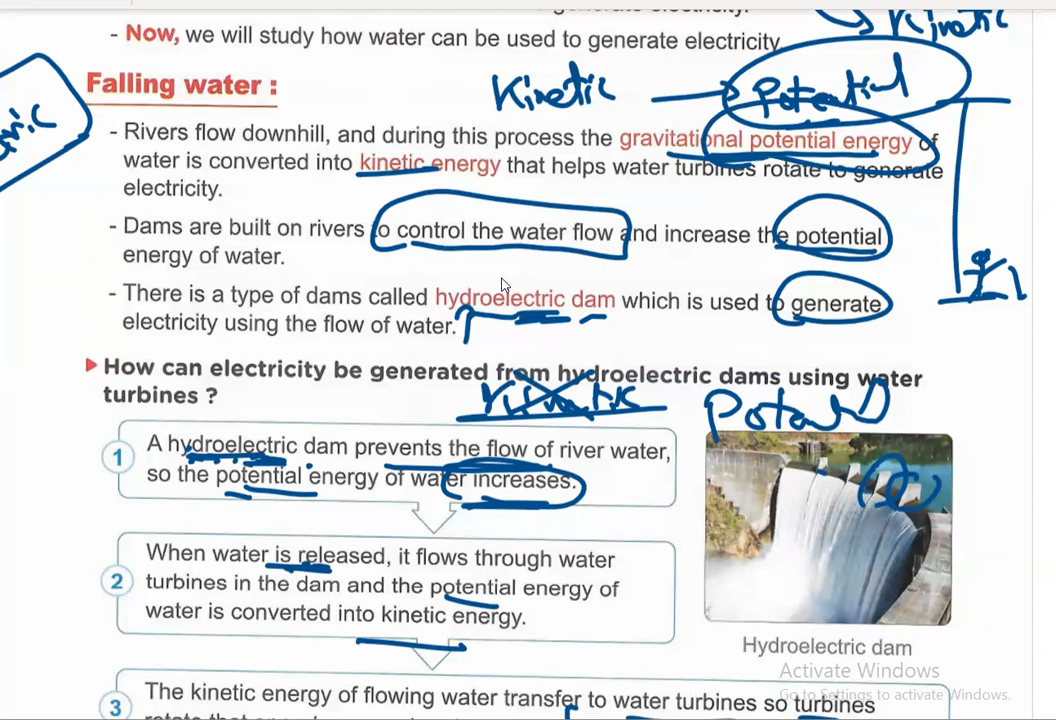 Kinetic
- Now, we will study how water can be used to generate electricity.
Falling water :
Kinetic → Potential
- Rivers flow downhill, and during this process the gravitational potential energy of
water is converted into kinetic energy that helps water turbines rotate to generate
electricity.
- Dams are built on rivers to control the water flow and increase the potential
energy of water.
- There is a type of dams called hydroelectric dam which is used to generate
electricity using the flow of water.
How can electricity be generated from hydroelectric dams using water
turbines ?
1
A hydroelectric dam prevents the flow of river water,
so the potential energy of water increases.
2
When water is released, it flows through water
turbines in the dam and the potential energy of
water is converted into kinetic energy.
Hydroelectric dam
Activate Windows
Go to Settings to activate Windows.
3
The kinetic energy of flowing water transfer to water turbines so turbines